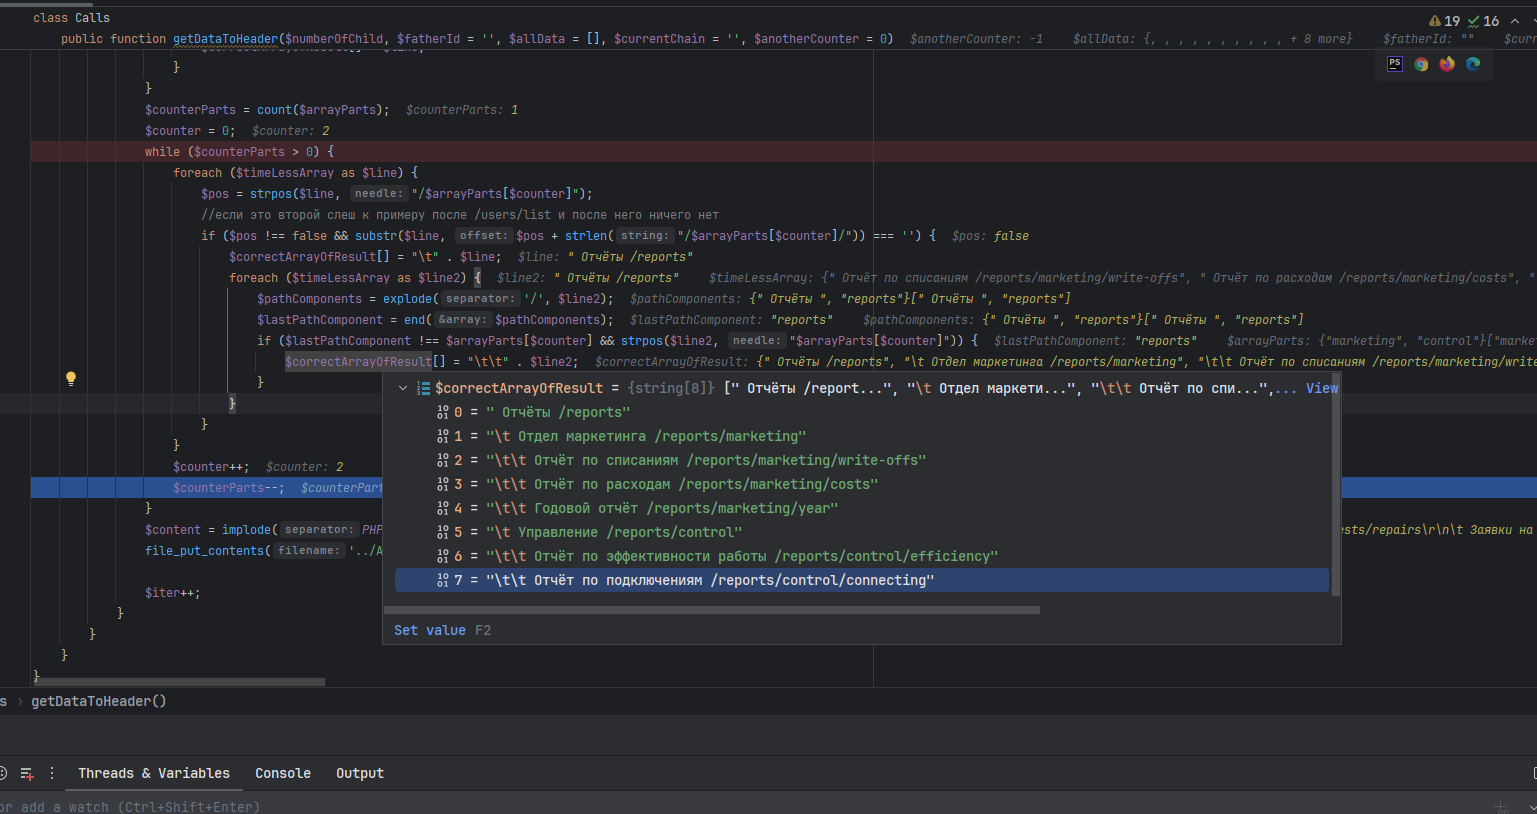 class Calls
19 16
public function getDataToHeader($numberOfChild, $fatherId = '', $allData = [], $currentChain = '', $anotherCounter = 0) $anotherCounter: -1 $allData: {, , , , , , , , , , + 8 more} $fatherId: ""
}
}
$counterParts = count($arrayParts); $counterParts: 1
$counter = 0; $counter: 2
while ($counterParts > 0) {
foreach ($timeLessArray as $line) {
$pos = strpos($line, needle: "/$arrayParts[$counter]");
//если это второй слеш к примеру после /users/list и после него ничего нет
if ($pos !== false && substr($line, offset: $pos + strlen( string: "/$arrayParts[$counter]/")) === '') { $pos: false
$correctArrayOfResult[] = "\t" . $line; $line: " Отчёты /reports"
foreach ($timeLessArray as $line2) { $line2: " Отчёты /reports" $timeLessArray: {" Отчёт по списаниям /reports/marketing/write-offs", " Отчёт по расходам /reports/marketing/costs", "
$pathComponents = explode( separator: '/', $line2); $pathComponents: {" Отчёты ", "reports"}[" Отчёты ", "reports"]
$lastPathComponent = end( &array: $pathComponents); $lastPathComponent: "reports" $pathComponents: {" Отчёты ", "reports"}[" Отчёты ", "reports"]
if ($lastPathComponent !== $arrayParts[$counter] && strpos($line2, needle: "$arrayParts[$counter]")) { $lastPathComponent: "reports" $arrayParts: {"marketing", "control"}["market
$correctArrayOfResult[] = "\t\t" . $line2; $correctArrayOfResult: {" Отчёты /reports", "\t Отдел маркетинга /reports/marketing", "\t\t Отчёт по списаниям /reports/marketing/write
}
}
}
}
$counter++; $counter: 2
$counterParts--; $counterPart
}
$content = implode( separator: PHP
ests/repairs\r\n\t Заявки на
file_put_contents( filename: '../A
$iter++;
}
}
}
}
$correctArrayOfResult = {string[8]} [" Отчёты /report...", "\t Отдел маркети...", "\t\t Отчёт по спи...",... View
0 = " Отчёты /reports"
1 = "\t Отдел маркетинга /reports/marketing"
2 = "\t\t Отчёт по списаниям /reports/marketing/write-offs"
3 = "\t\t Отчёт по расходам /reports/marketing/costs"
4 = "\t\t Годовой отчёт /reports/marketing/year"
5 = "\t Управление /reports/control"
6 = "\t\t Отчёт по эффективности работы /reports/control/efficiency"
7 = "\t\t Отчёт по подключениям /reports/control/connecting"
Set value F2
s › getDataToHeader()
Threads & Variables Console Output
or add a watch (Ctrl+Shift+Enter)